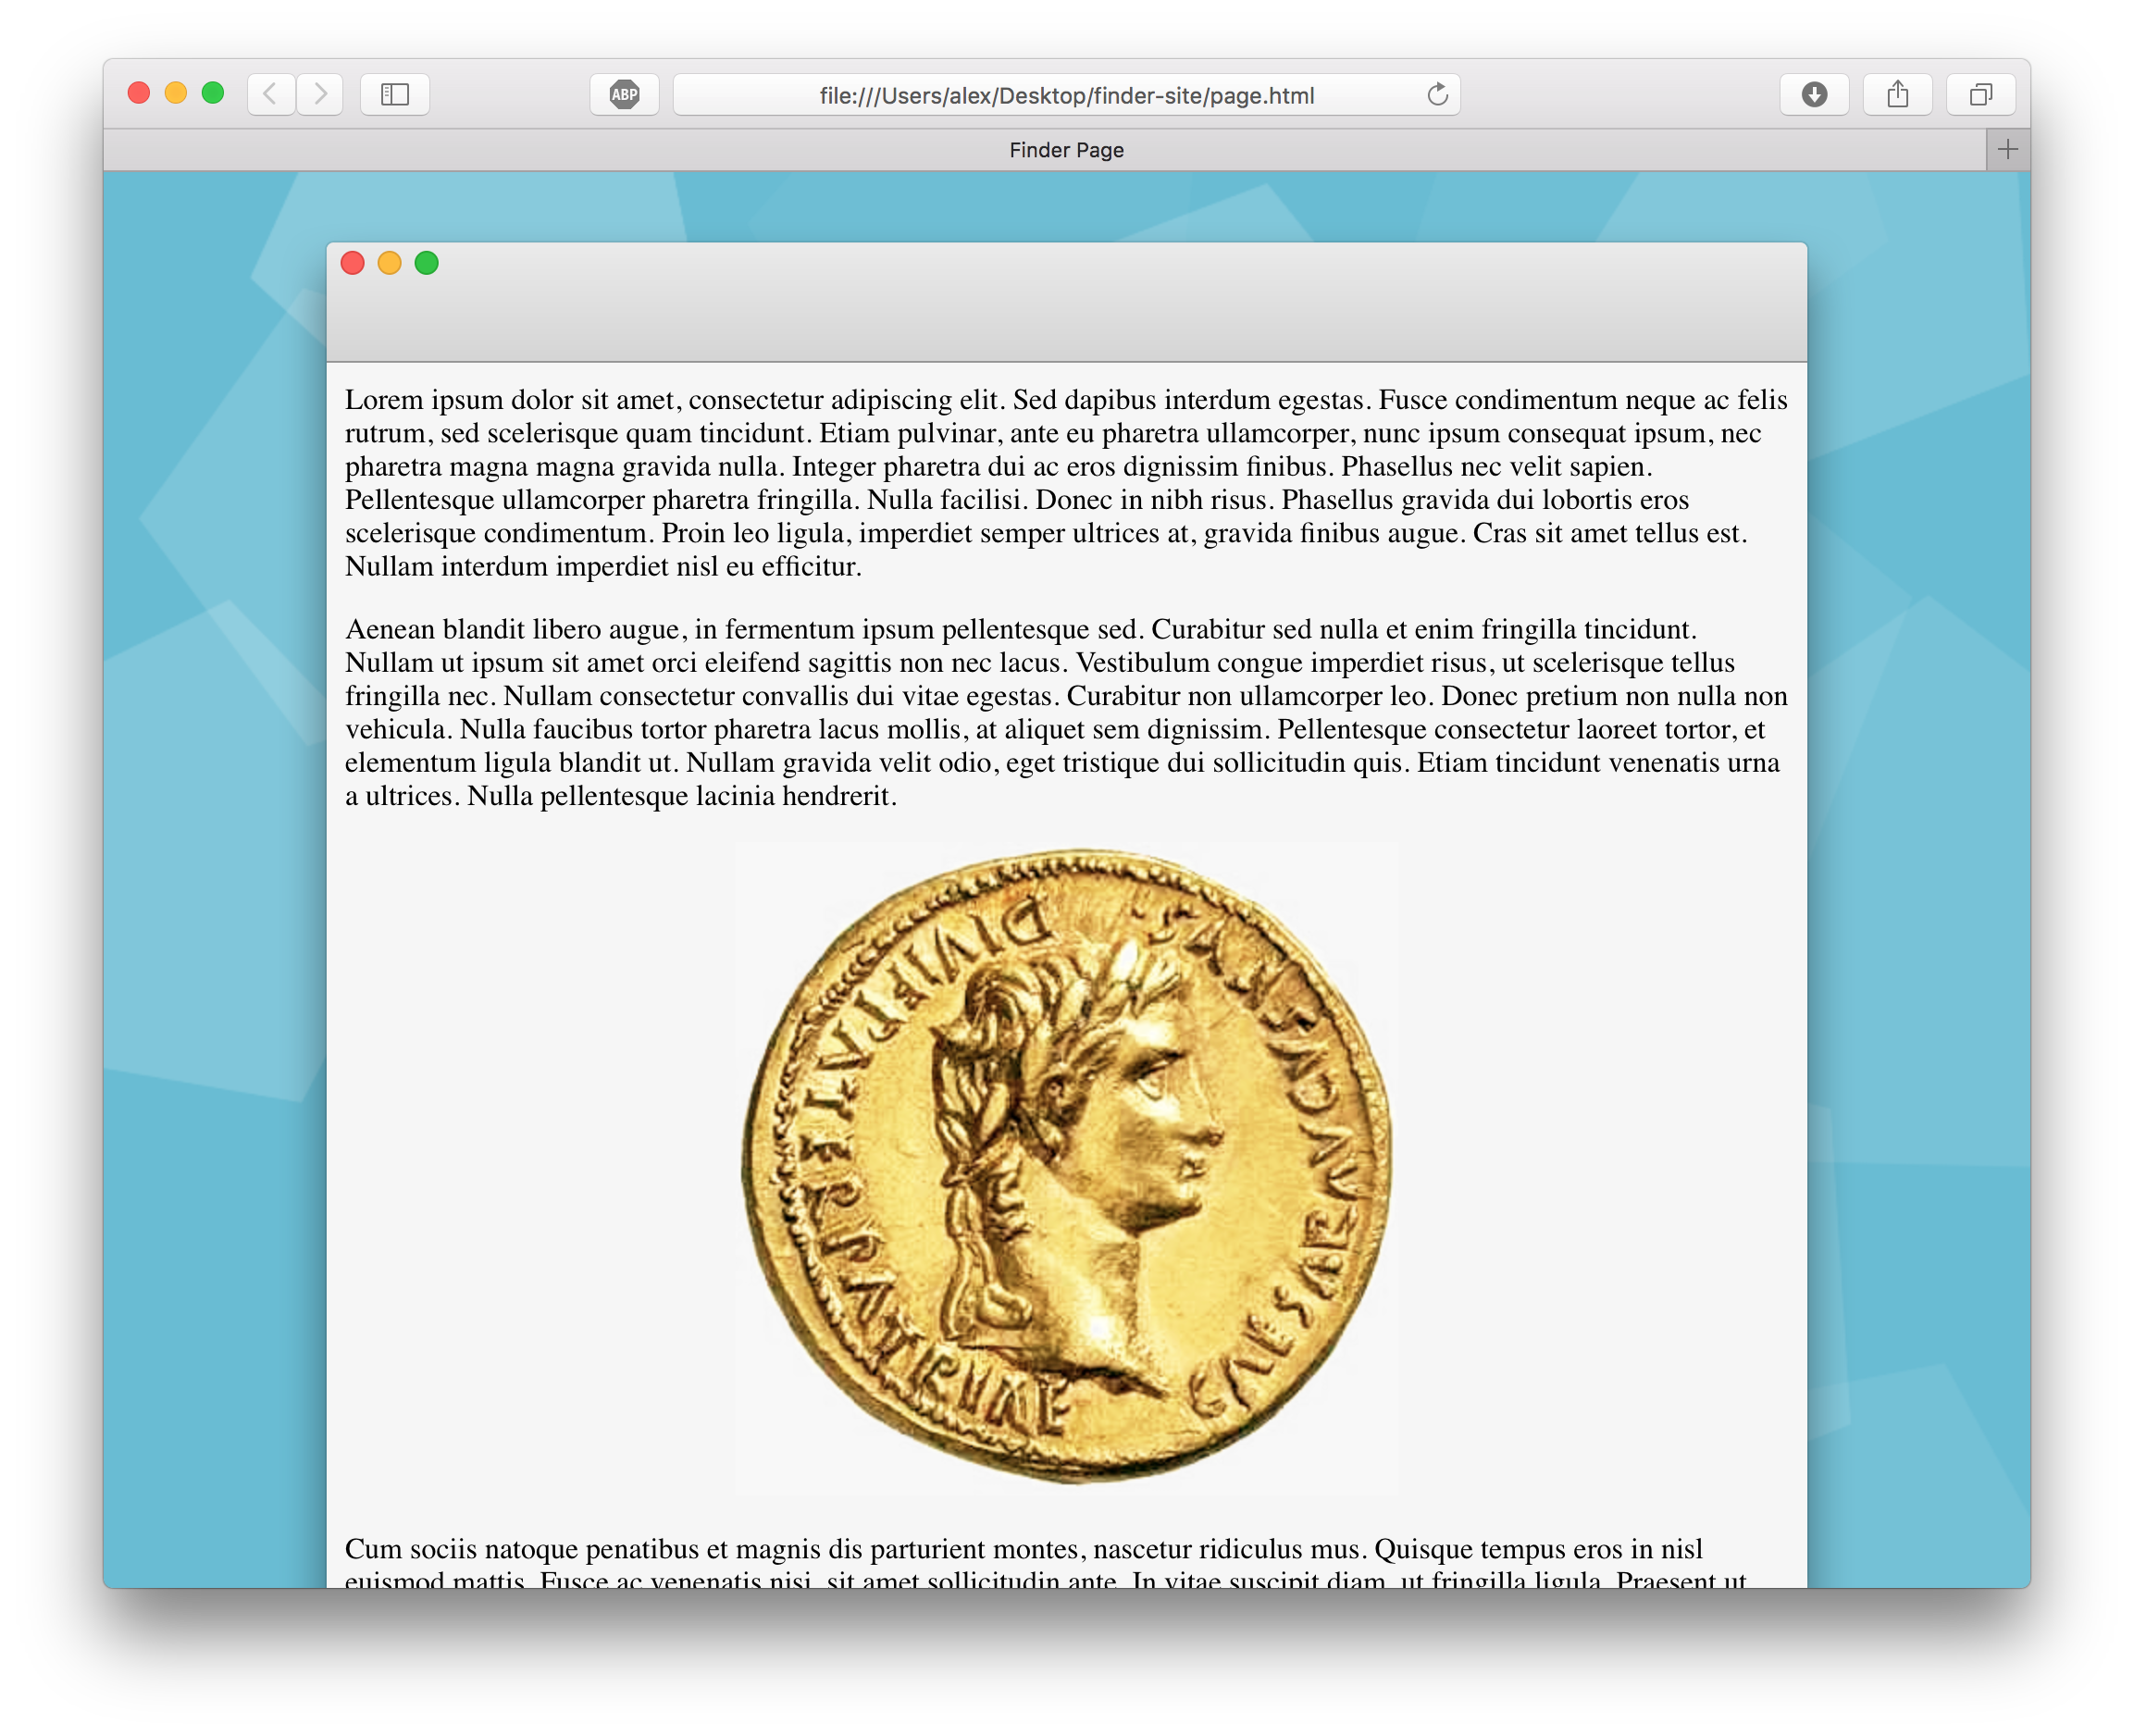 ABP
file:///Users/alex/Desktop/finder-site/page.html
Finder Page
Lorem ipsum dolor sit amet, consectetur adipiscing elit. Sed dapibus interdum egestas. Fusce condimentum neque ac felis
rutrum, sed scelerisque quam tincidunt. Etiam pulvinar, ante eu pharetra ullamcorper, nunc ipsum consequat ipsum, nec
pharetra magna magna gravida nulla. Integer pharetra dui ac eros dignissim finibus. Phasellus nec velit sapien.
Pellentesque ullamcorper pharetra fringilla. Nulla facilisi. Donec in nibh risus. Phasellus gravida dui lobortis eros
scelerisque condimentum. Proin leo ligula, imperdiet semper ultrices at, gravida finibus augue. Cras sit amet tellus est.
Nullam interdum imperdiet nisl eu efficitur.
Aenean blandit libero augue, in fermentum ipsum pellentesque sed. Curabitur sed nulla et enim fringilla tincidunt.
Nullam ut ipsum sit amet orci eleifend sagittis non nec lacus. Vestibulum congue imperdiet risus, ut scelerisque tellus
fringilla nec. Nullam consectetur convallis dui vitae egestas. Curabitur non ullamcorper leo. Donec pretium non nulla non
vehicula. Nulla faucibus tortor pharetra lacus mollis, at aliquet sem dignissim. Pellentesque consectetur laoreet tortor, et
elementum ligula blandit ut. Nullam gravida velit odio, eget tristique dui sollicitudin quis. Etiam tincidunt venenatis urna
a ultrices. Nulla pellentesque lacinia hendrerit.
Cum sociis natoque penatibus et magnis dis parturient montes, nascetur ridiculus mus. Quisque tempus eros in nisl
euismod mattis. Fusce ac venenatis nisi, sit amet sollicitudin ante. In vitae suscipit diam, ut fringilla ligula. Praesent ut